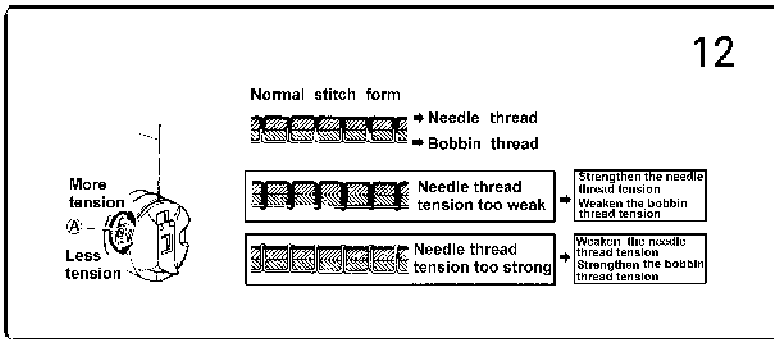 12
Normal stitch form
Needle thread
Bobbin thread
More
tension
A
Less
tension
Needle thread
tension too weak
Strengthen the needle
thread tension
Weaken the bobbin
thread tension
Needle thread
tension too strong
Weaken the needle
thread tension
Strengthen the bobbin
thread tension